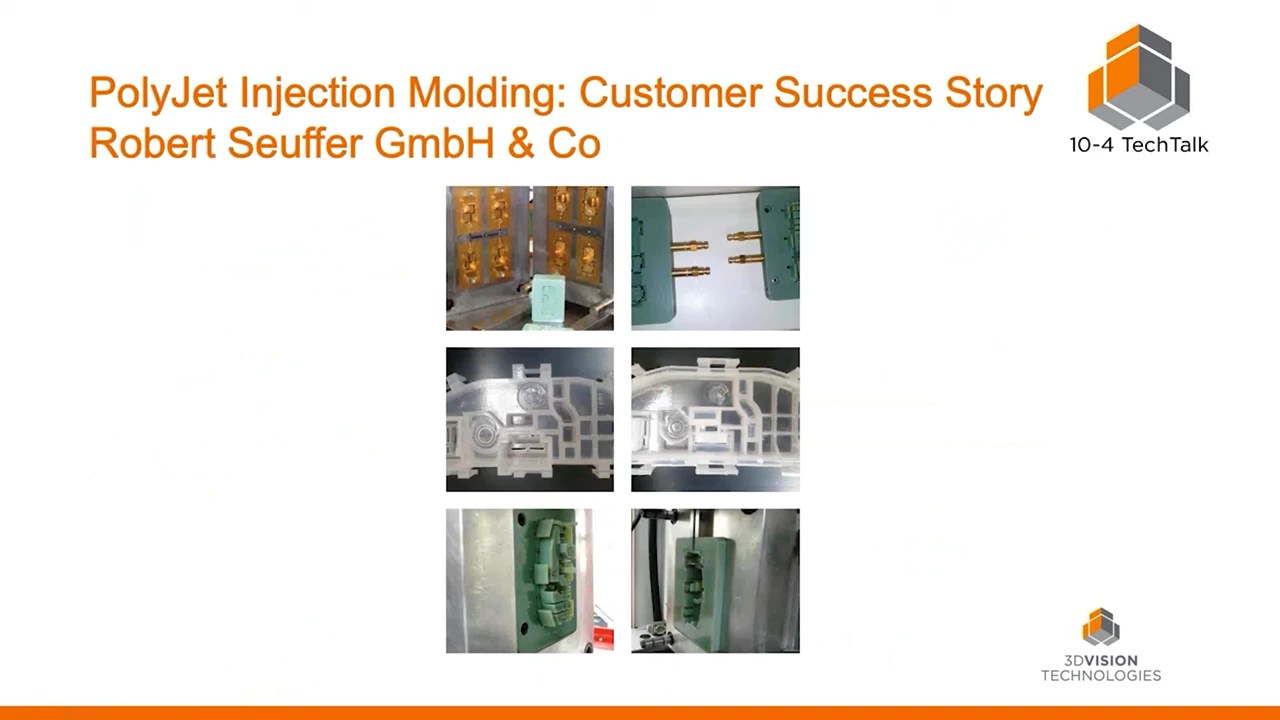 PolyJet Injection Molding: Customer Success Story
Robert Seuffer GmbH & Co
10-4 TechTalk
3DVISION
TECHNOLOGIES